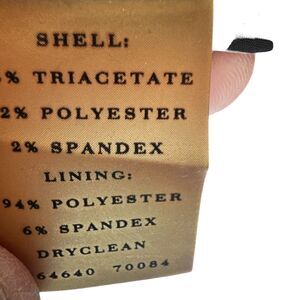 SHELL:
% TRIACETATE
2% POLYESTER
2% SPANDEX
LINING:
94% POLYESTER
6% SPANDEX
DRYCLEAN
64640 70084